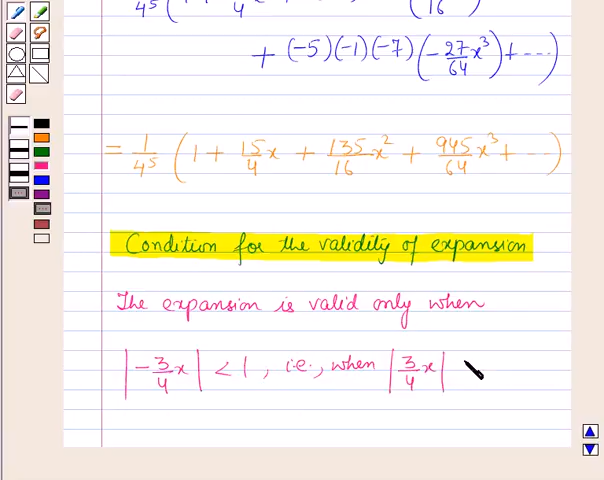 + (-5)(-1)(-7)(-27/64 x³) + ----)
= 1/4⁵ (1 + 15/4 x + 135/16 x² + 945/64 x³ + ----)
Condition for the validity of expansion
The expansion is valid only when
|-3/4 x| < 1, i.e., when |3/4 x|